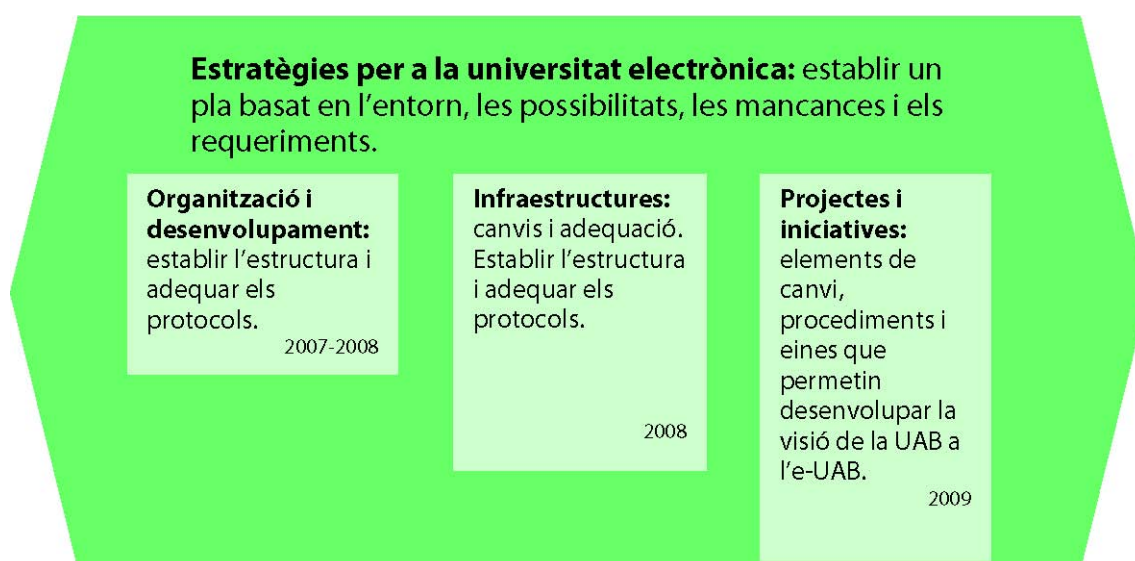 Estratègies per a la universitat electrònica: establir un
pla basat en l’entorn, les possibilitats, les mancances i els
requeriments.
Organització i
desenvolupament:
establir l’estructura i
adequar els
protocols.
2007-2008
Infraestructures:
canvis i adequació.
Establir l’estructura
i adequar els
protocols.
2008
Projectes i
iniciatives:
elements de
canvi,
procediments i
eines que
permetin
desenvolupar la
visió de la UAB a
l’e-UAB.
2009